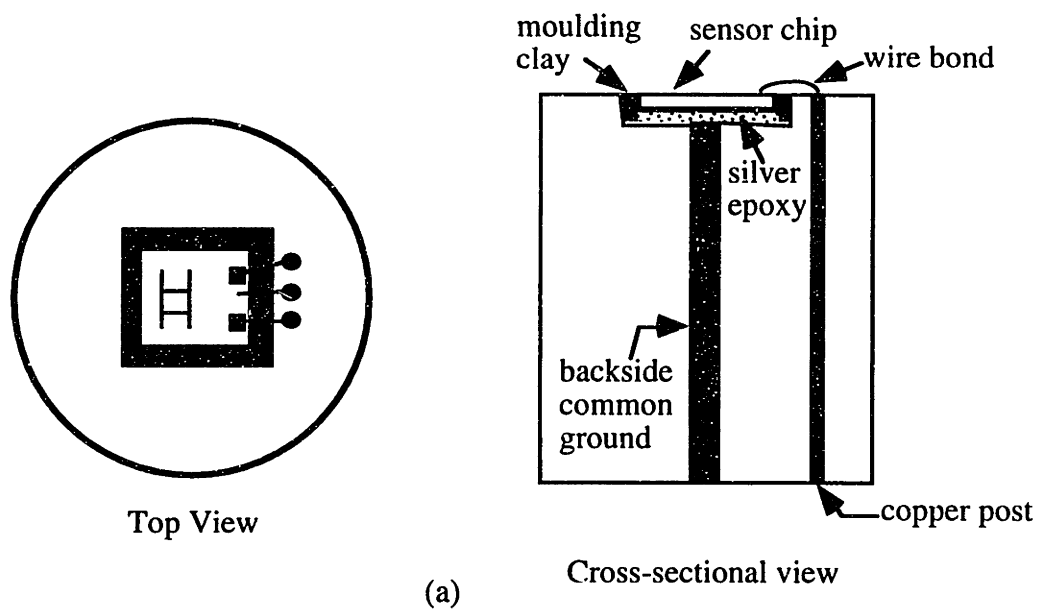 moulding
clay
sensor chip
wire bond
silver
epoxy
backside
common
ground
copper post
Top View
Cross-sectional view
(a)